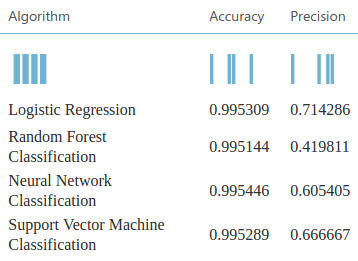 Algorithm Accuracy Precision
Logistic Regression 0.995309 0.714286
Random Forest
Classification 0.995144 0.419811
Neural Network
Classification 0.995446 0.605405
Support Vector Machine
Classification 0.995289 0.666667